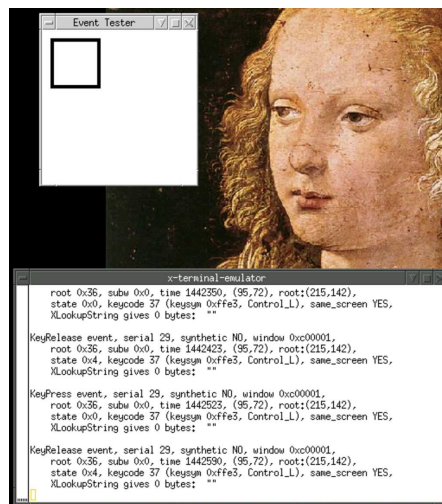 Event Tester
x-terminal-emulator
root 0x36, subw 0x0, time 1442350, (95,72), root:(215,142),
state 0x0, keycode 37 (keysym 0xffe3, Control_L), same_screen YES,
XLookupString gives 0 bytes: ""
KeyRelease event, serial 29, synthetic NO, window 0xc00001,
root 0x36, subw 0x0, time 1442423, (95,72), root:(215,142),
state 0x4, keycode 37 (keysym 0xffe3, Control_L), same_screen YES,
XLookupString gives 0 bytes: ""
KeyPress event, serial 29, synthetic NO, window 0xc00001,
root 0x36, subw 0x0, time 1442523, (95,72), root:(215,142),
state 0x0, keycode 37 (keysym 0xffe3, Control_L), same_screen YES,
XLookupString gives 0 bytes: ""
KeyRelease event, serial 29, synthetic NO, window 0xc00001,
root 0x36, subw 0x0, time 1442590, (95,72), root:(215,142),
state 0x4, keycode 37 (keysym 0xffe3, Control_L), same_screen YES,
XLookupString gives 0 bytes: ""